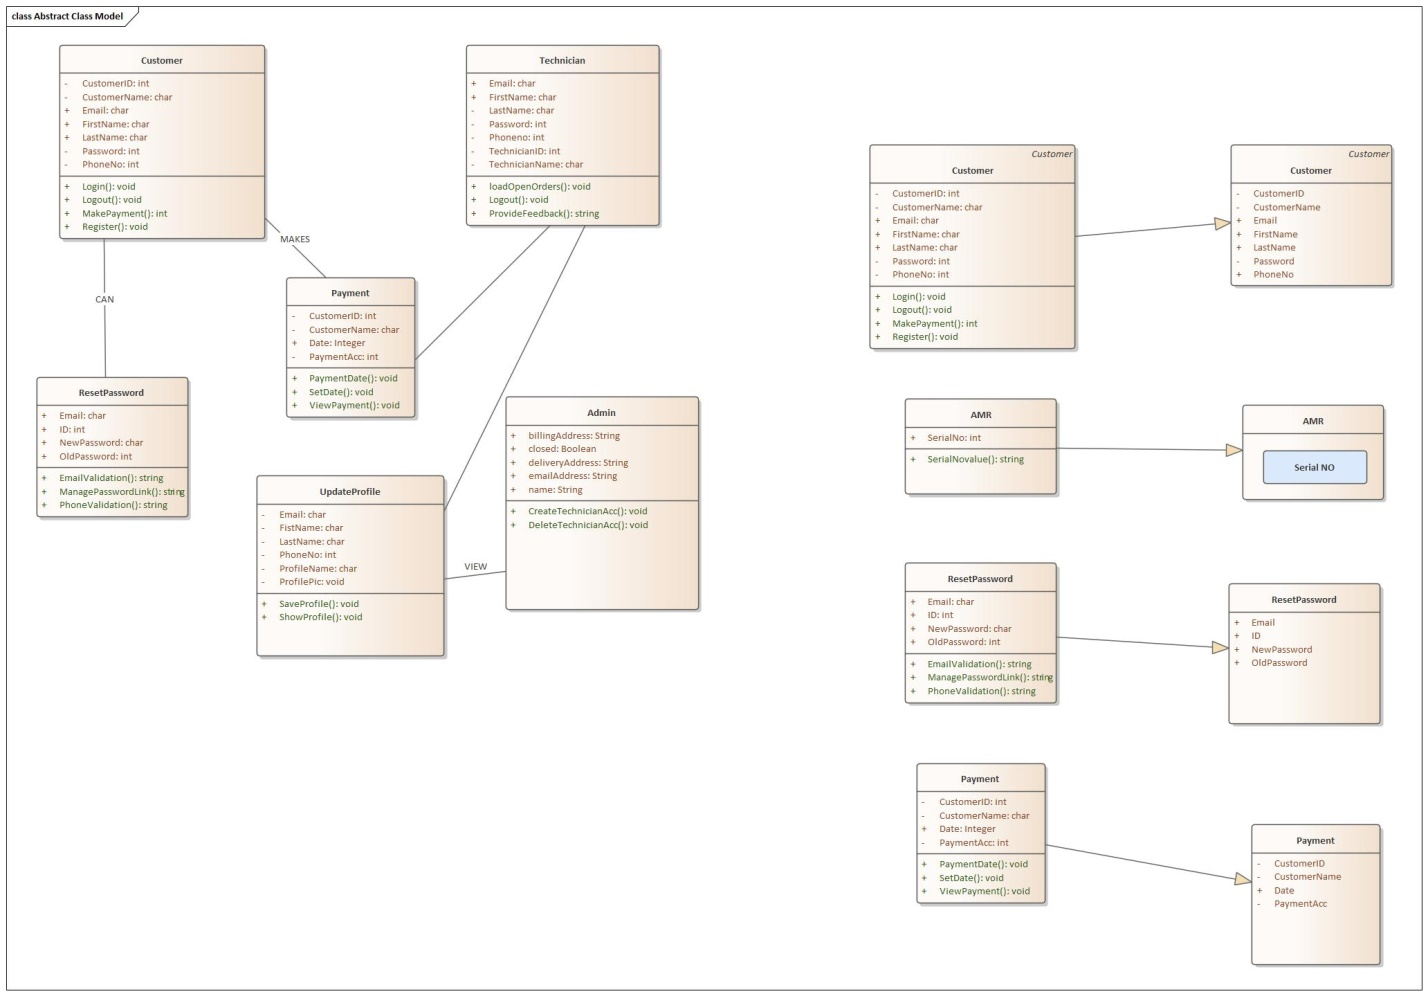 class Abstract Class Model
Customer
- CustomerID: int
- CustomerName: char
+ Email: char
+ FirstName: char
+ LastName: char
- Password: int
- PhoneNo: int
+ Login(): void
+ Logout(): void
+ MakePayment(): int
+ Register(): void
Technician
+ Email: char
+ FirstName: char
- LastName: char
- Password: int
- Phoneno: int
- TechnicianID: int
- TechnicianName: char
+ loadOpenOrders(): void
+ Logout(): void
+ ProvideFeedback(): string
MAKES
CAN
Payment
- CustomerID: int
- CustomerName: char
+ Date: Integer
- PaymentAcc: int
+ PaymentDate(): void
+ SetDate(): void
+ ViewPayment(): void
ResetPassword
+ Email: char
+ ID: int
+ NewPassword: char
+ OldPassword: int
+ EmailValidation(): string
+ ManagePasswordLink(): string
+ PhoneValidation(): string
Admin
+ billingAddress: String
+ closed: Boolean
+ deliveryAddress: String
+ emailAddress: String
+ name: String
+ CreateTechnicianAcc(): void
+ DeleteTechnicianAcc(): void
UpdateProfile
- Email: char
- FistName: char
- LastName: char
- PhoneNo: int
- ProfileName: char
- ProfilePic: void
+ SaveProfile(): void
+ ShowProfile(): void
VIEW
Customer
Customer
- CustomerID: int
- CustomerName: char
+ Email: char
+ FirstName: char
+ LastName: char
- Password: int
- PhoneNo: int
+ Login(): void
+ Logout(): void
+ MakePayment(): int
+ Register(): void
Customer
Customer
- CustomerID
- CustomerName
+ Email
+ FirstName
+ LastName
- Password
+ PhoneNo
AMR
+ SerialNo: int
+ SerialNovalue(): string
AMR
Serial NO
ResetPassword
+ Email: char
+ ID: int
+ NewPassword: char
+ OldPassword: int
+ EmailValidation(): string
+ ManagePasswordLink(): string
+ PhoneValidation(): string
ResetPassword
+ Email
+ ID
+ NewPassword
+ OldPassword
Payment
- CustomerID: int
- CustomerName: char
+ Date: Integer
- PaymentAcc: int
+ PaymentDate(): void
+ SetDate(): void
+ ViewPayment(): void
Payment
- CustomerID
- CustomerName
+ Date
- PaymentAcc